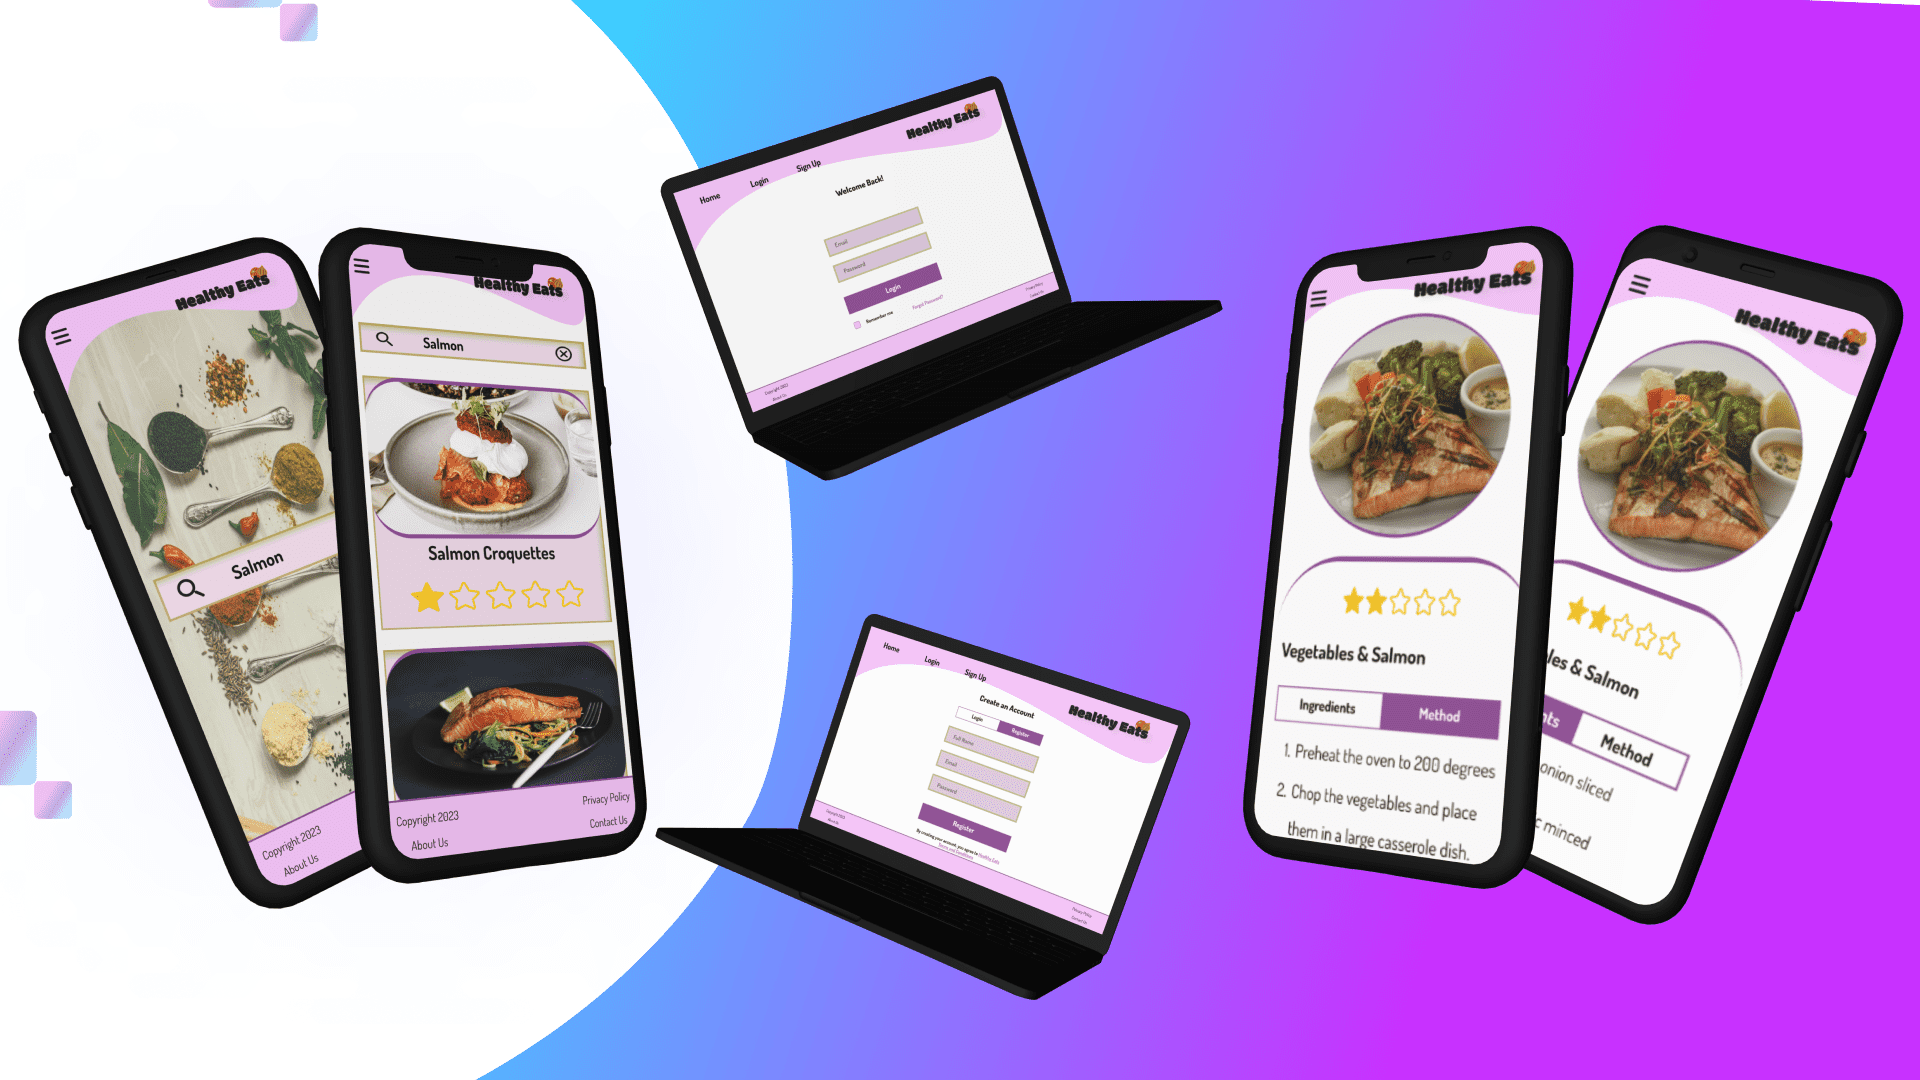 Healthy Eats
Salmon
Copyright 2023
About Us
Healthy Eats
Salmon
Salmon Croquettes
Copyright 2023
Privacy Policy
About Us
Contact Us
Healthy Eats
Home
Login
Sign Up
Welcome Back!
Email
Password
Login
Remember me
Forgot Password?
Copyright 2023
Privacy Policy
About Us
Contact Us
Home
Login
Sign Up
Healthy Eats
Create an Account
Login
Register
Full Name
Email
Password
Register
By creating your account, you agree to Healthy Eats
Terms and Conditions
Copyright 2023
Privacy Policy
About Us
Contact Us
Healthy Eats
Vegetables & Salmon
Ingredients
Method
1. Preheat the oven to 200 degrees
2. Chop the vegetables and place
them in a large casserole dish.
Healthy Eats
les & Salmon
nts
Method
onion sliced
c minced